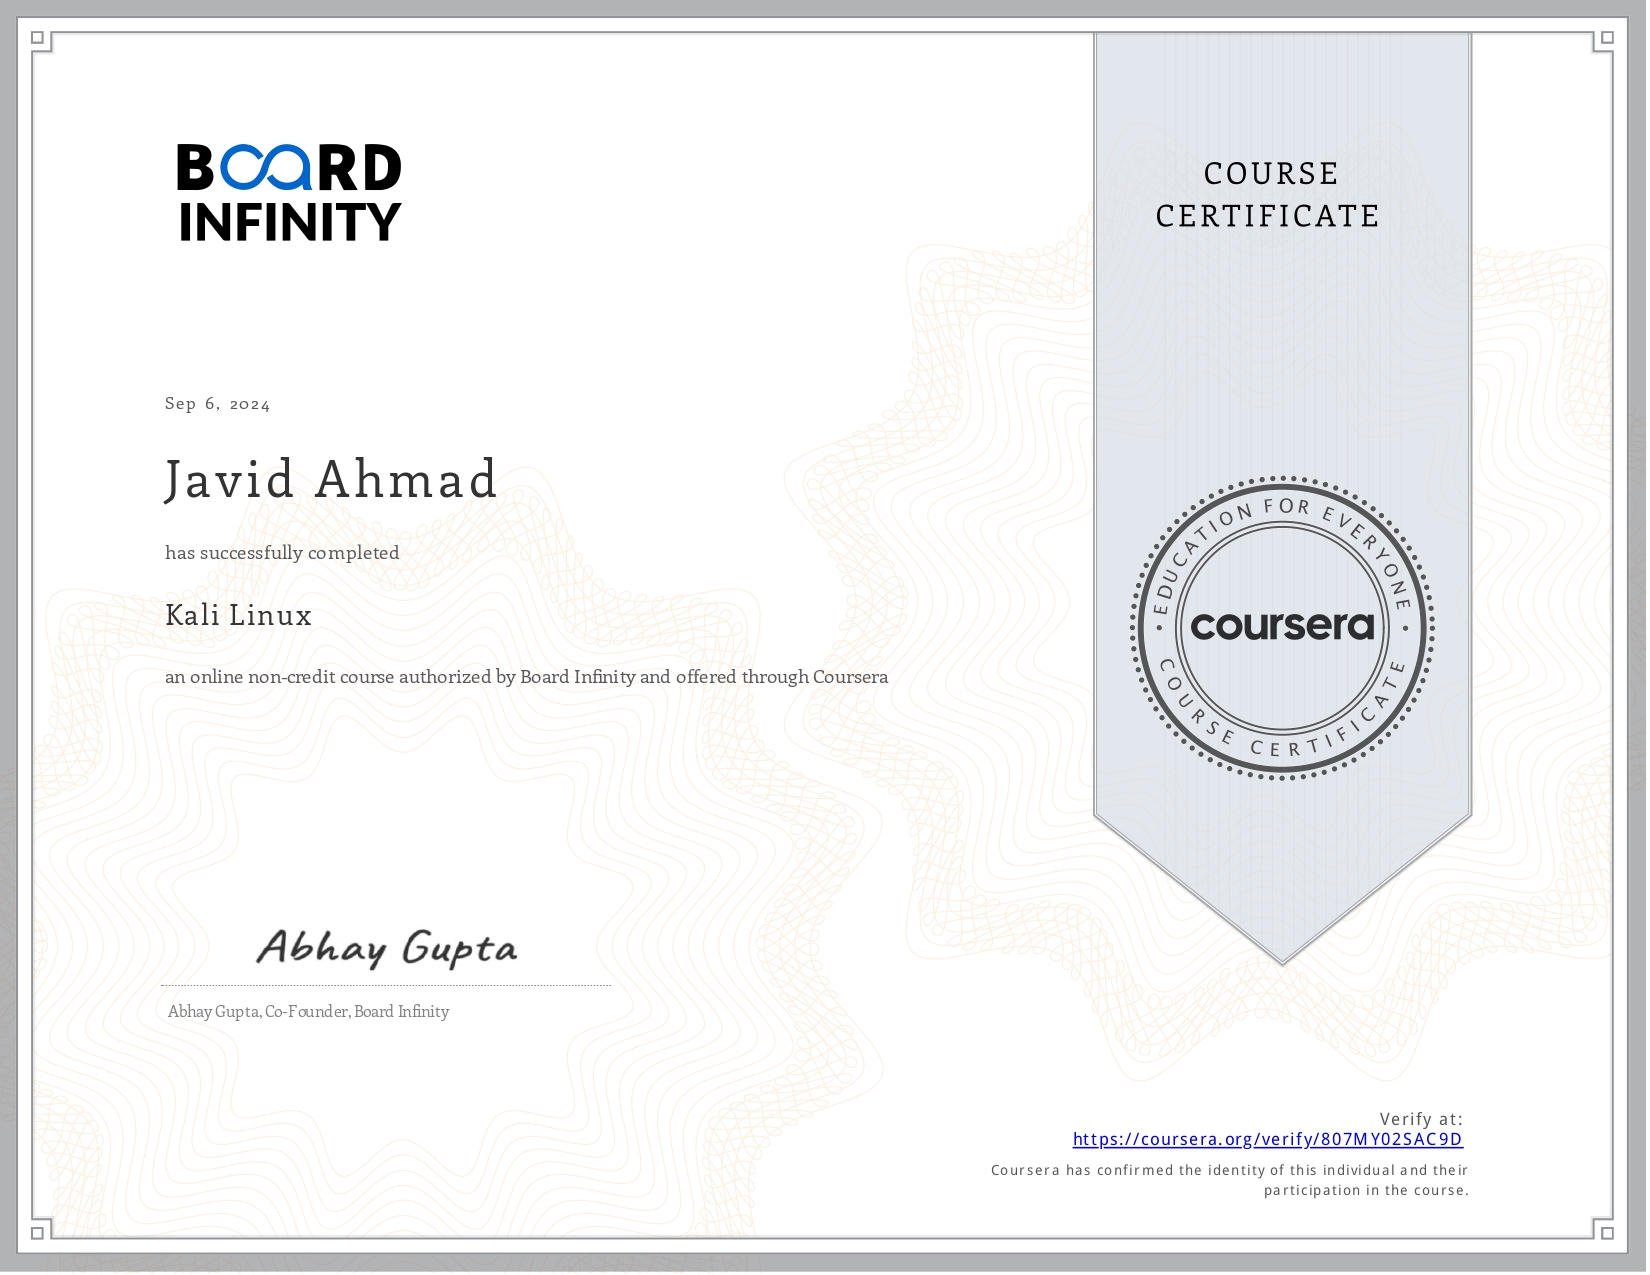 BOARD
INFINITY
COURSE
CERTIFICATE
Sep 6, 2024
Javid Ahmad
has successfully completed
Kali Linux
an online non-credit course authorized by Board Infinity and offered through Coursera
EDUCATION FOR EVERYONE
coursera
COURSE CERTIFICATE
Abhay Gupta
Abhay Gupta, Co-Founder, Board Infinity
Verify at:
https://coursera.org/verify/807MY02SAC9D
Coursera has confirmed the identity of this individual and their
participation in the course.